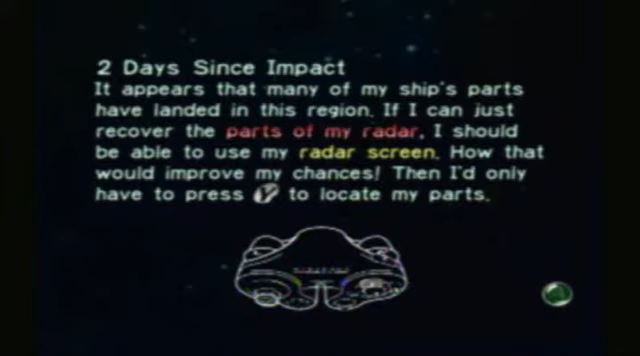 2 Days Since Impact
It appears that many of my ship's parts
have landed in this region. If I can just
recover the parts of my radar, I should
be able to use my radar screen. How that
would improve my chances! Then I'd only
have to press Y to locate my parts.